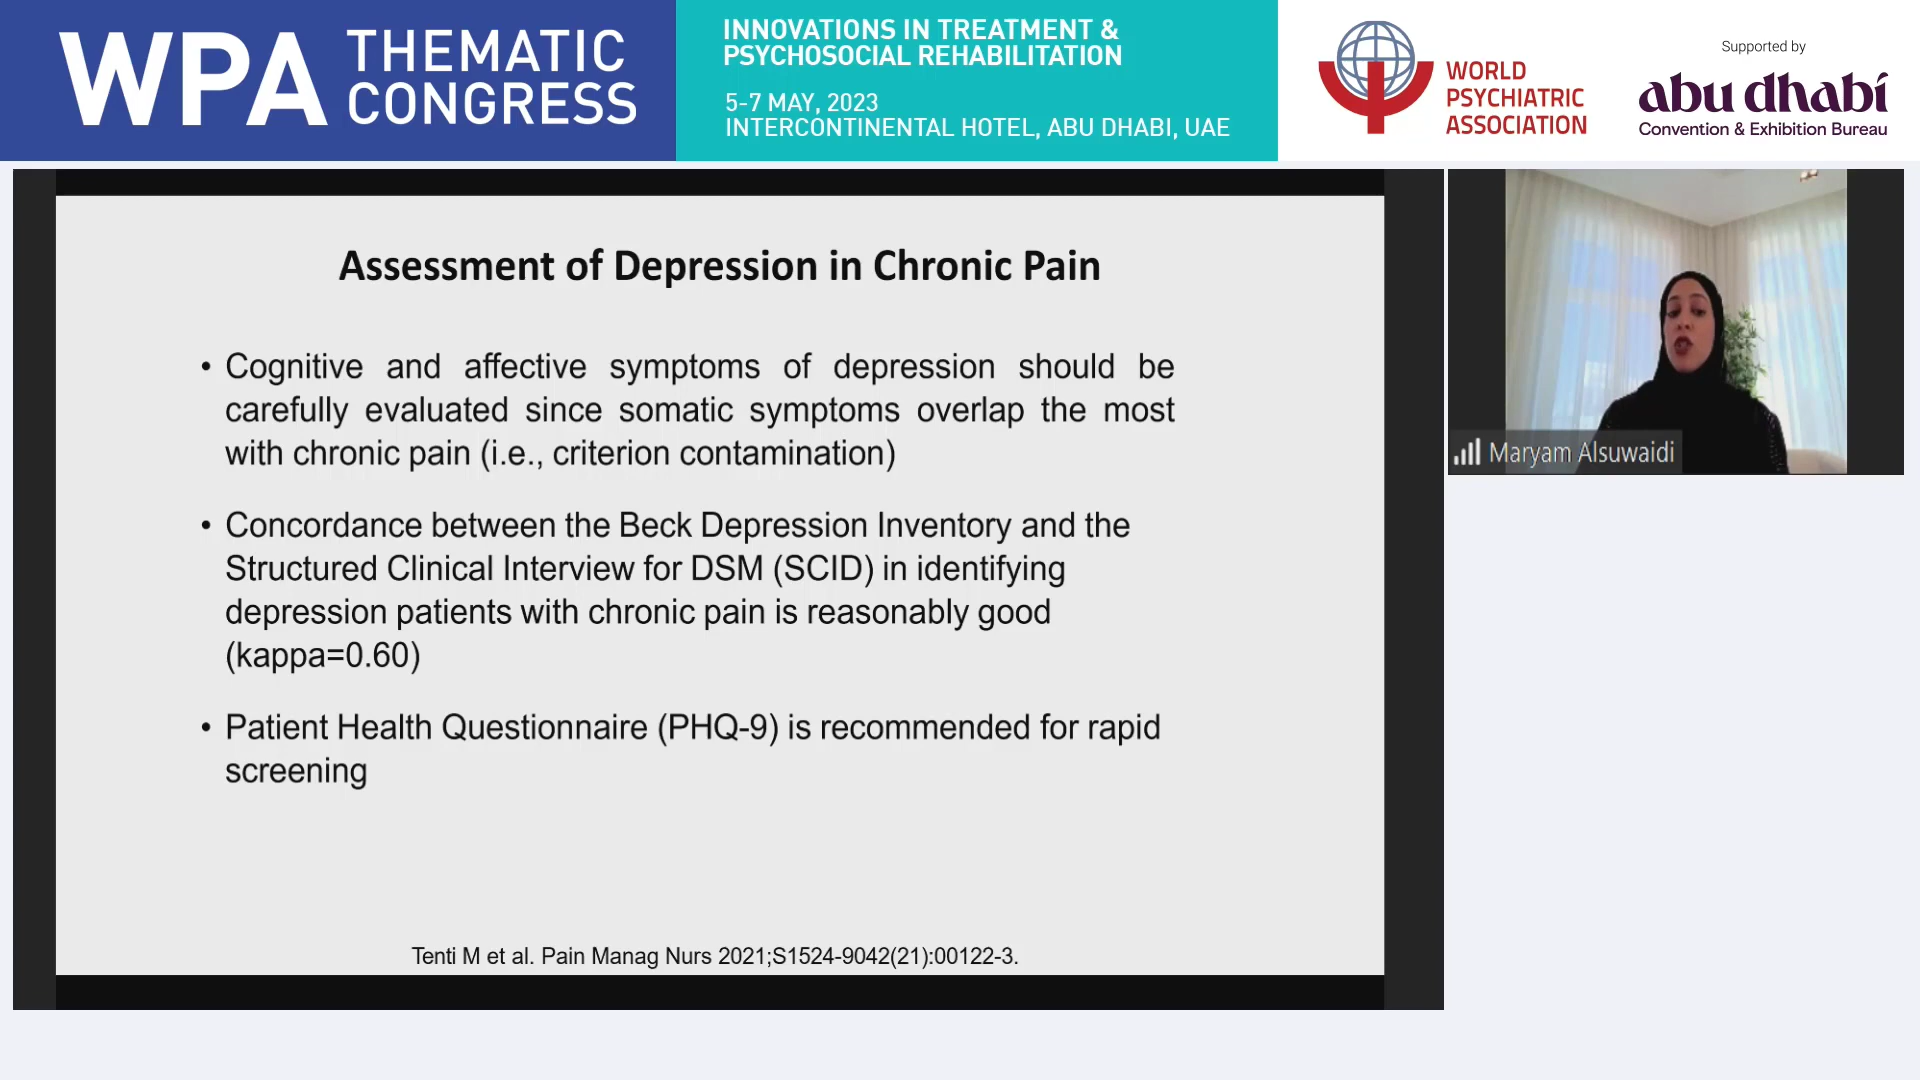 WPA THEMATIC
CONGRESS
INNOVATIONS IN TREATMENT &
PSYCHOSOCIAL REHABILITATION
5-7 MAY, 2023
INTERCONTINENTAL HOTEL, ABU DHABI, UAE
WORLD
PSYCHIATRIC
ASSOCIATION
Supported by
abu dhabi
Convention & Exhibition Bureau
Assessment of Depression in Chronic Pain
• Cognitive and affective symptoms of depression should be
carefully evaluated since somatic symptoms overlap the most
with chronic pain (i.e., criterion contamination)
• Concordance between the Beck Depression Inventory and the
Structured Clinical Interview for DSM (SCID) in identifying
depression patients with chronic pain is reasonably good
(kappa=0.60)
• Patient Health Questionnaire (PHQ-9) is recommended for rapid
screening
Tenti M et al. Pain Manag Nurs 2021;S1524-9042(21):00122-3.
Maryam Alsuwaidi